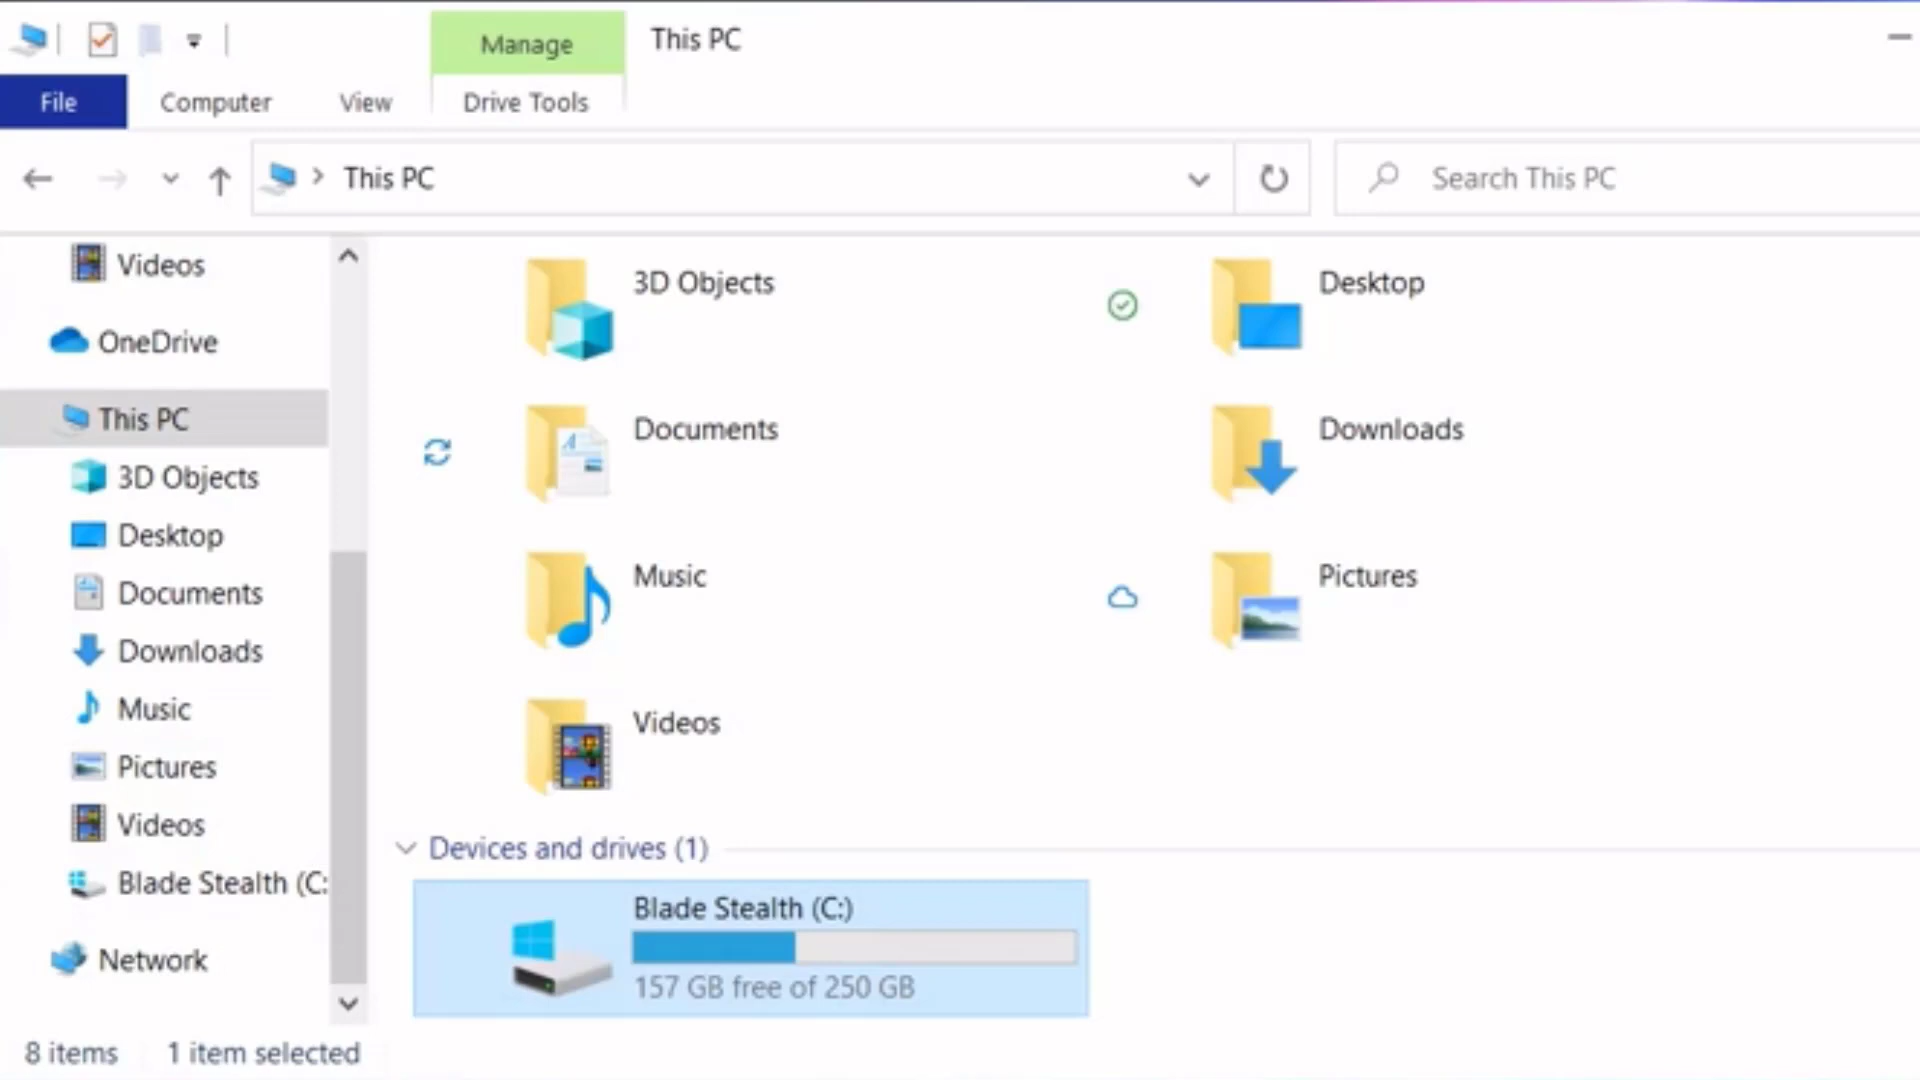 Manage
This PC
File
Computer
View
Drive Tools
This PC
Search This PC
Videos
OneDrive
This PC
3D Objects
Desktop
Documents
Downloads
Music
Pictures
Videos
Blade Stealth (C:
Network
3D Objects
Desktop
Documents
Downloads
Music
Pictures
Videos
Devices and drives (1)
Blade Stealth (C:)
157 GB free of 250 GB
8 items
1 item selected